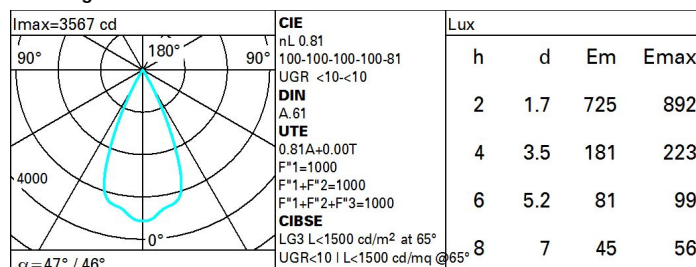 Imax=3567 cd
90° 180° 90°
4000
0°
α=47° / 46°
CIE
nL 0.81
100-100-100-100-81
UGR <10-<10
DIN
A.61
UTE
0.81A+0.00T
F"1=1000
F"1+F"2=1000
F"1+F"2+F"3=1000
CIBSE
LG3 L<1500 cd/m² at 65°
UGR<10 | L<1500 cd/mq @65°
Lux
h d Em Emax
2 1.7 725 892
4 3.5 181 223
6 5.2 81 99
8 7 45 56